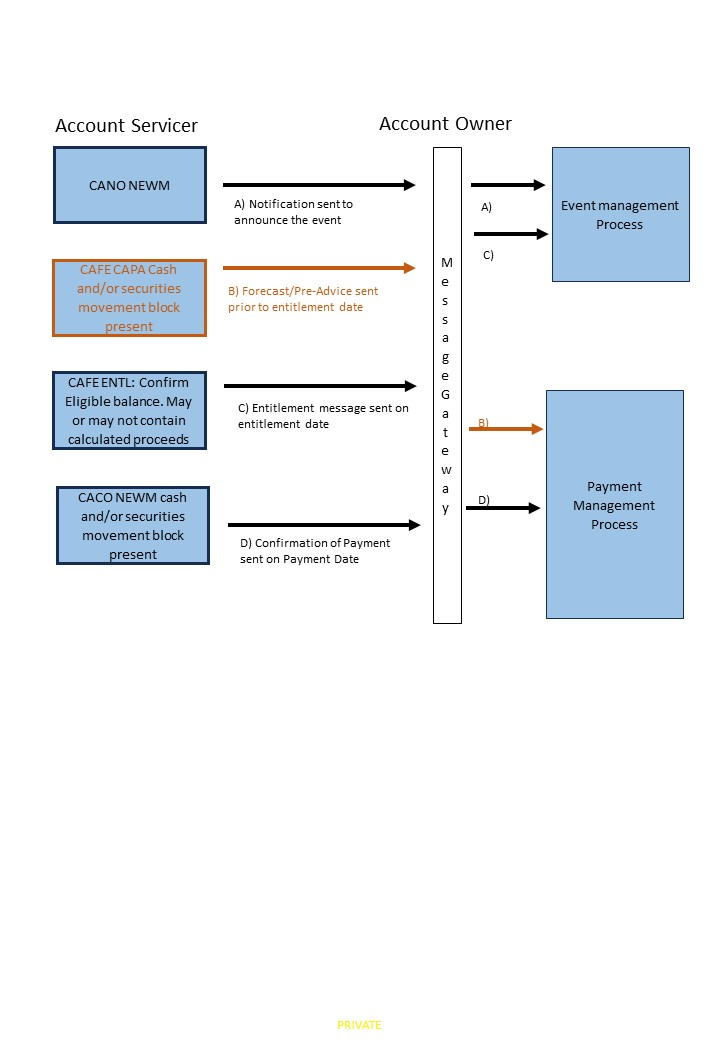 Account Servicer
Account Owner
CANO NEWM
A) Notification sent to
announce the event
A)
Event management
Process
C)
CAFE CAPA Cash
and/or securities
movement block
present
B) Forecast/Pre-Advice sent
prior to entitlement date
Message Gateway
CAFE ENTL: Confirm
Eligible balance. May
or may not contain
calculated proceeds
C) Entitlement message sent on
entitlement date
B)
CACO NEWM cash
and/or securities
movement block
present
D) Confirmation of Payment
sent on Payment Date
D)
Payment
Management
Process
PRIVATE